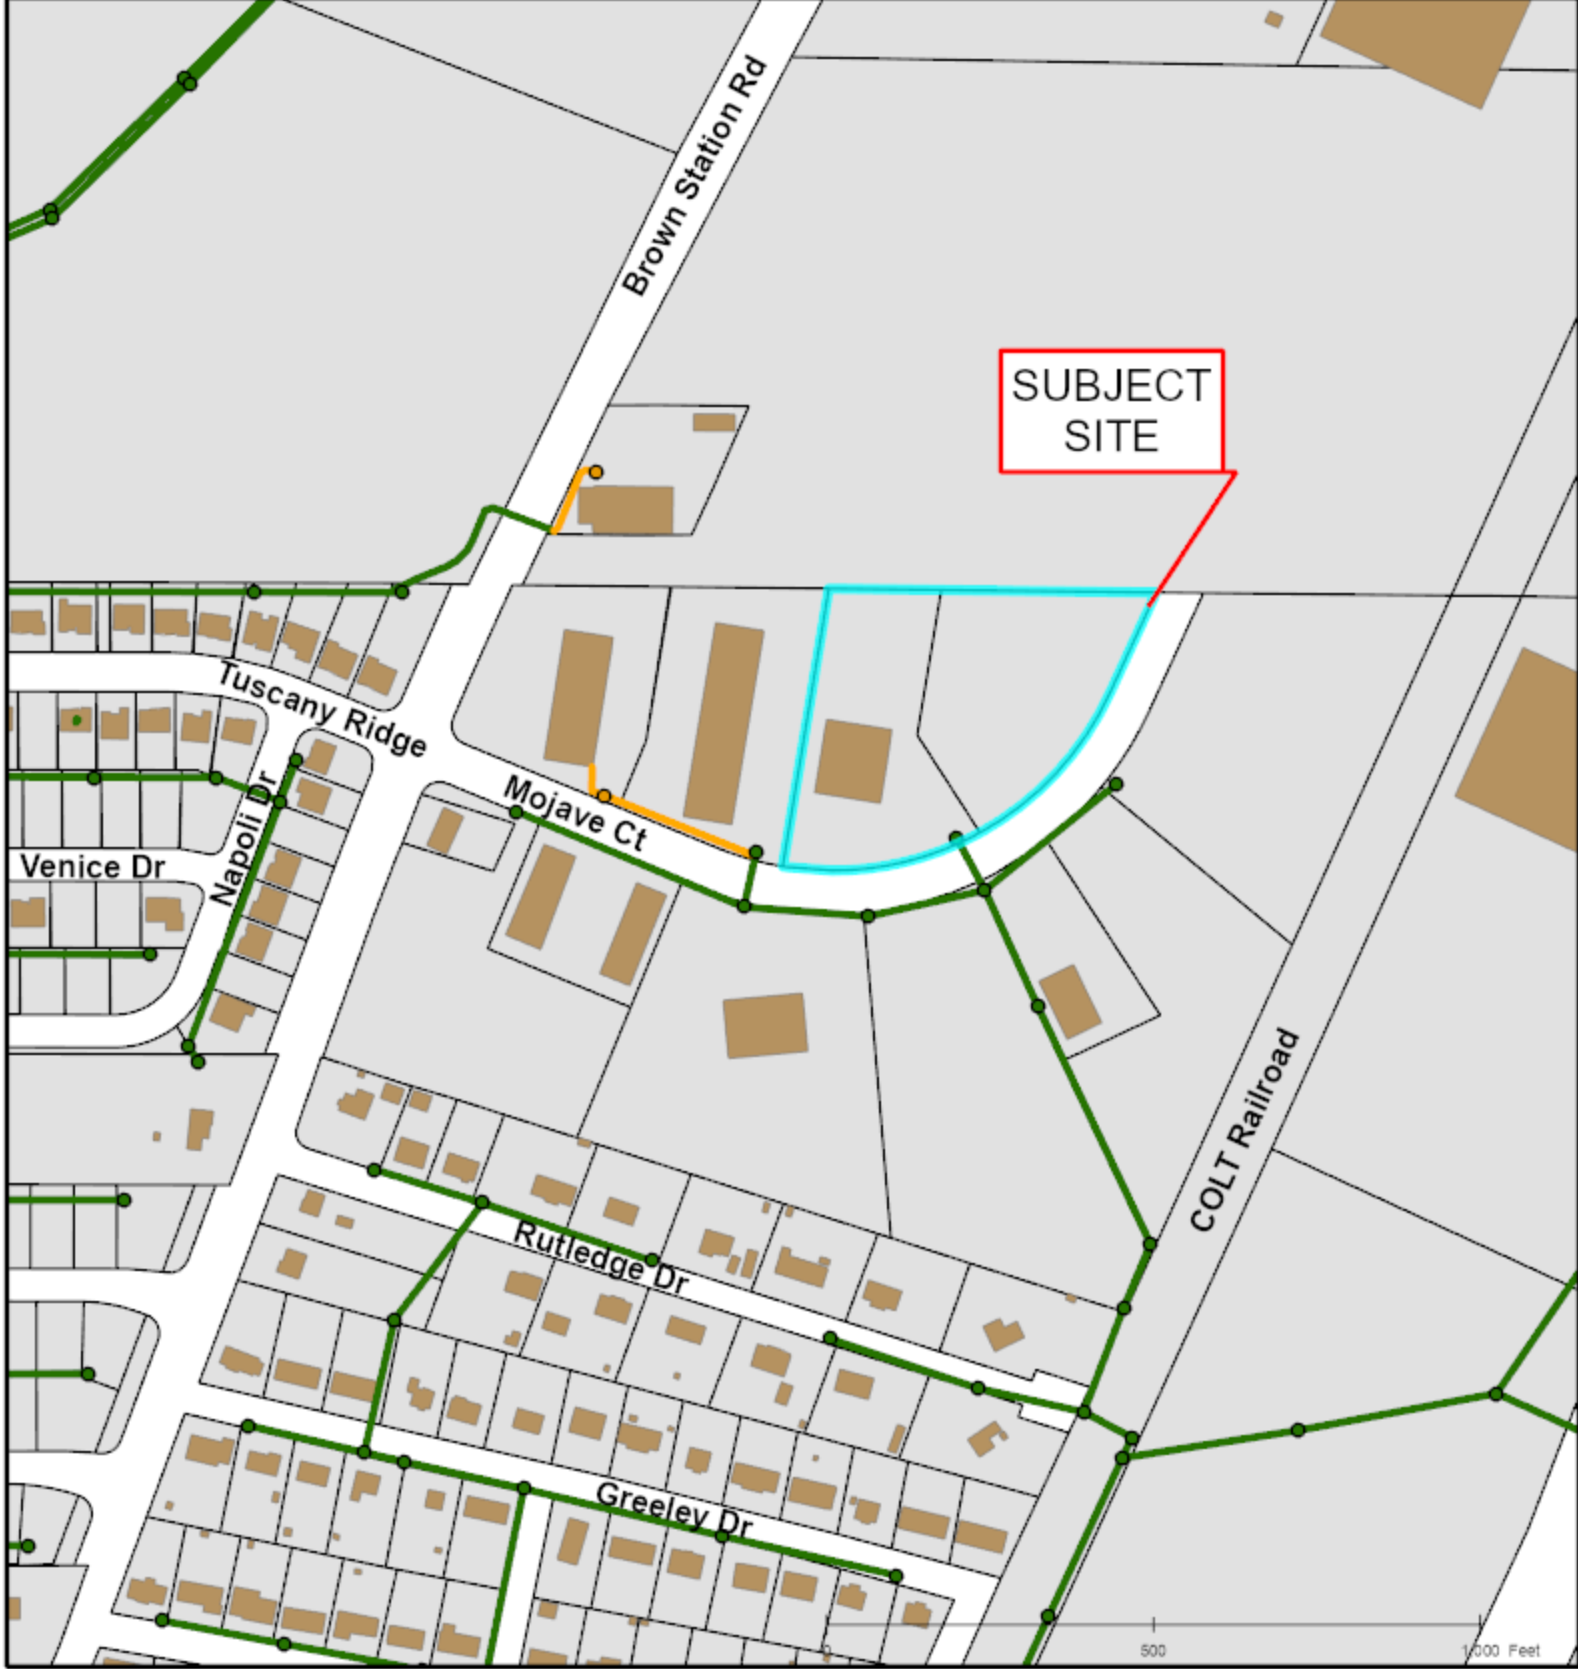 Brown Station Rd
SUBJECT
SITE
Tuscany Ridge
Mojave Ct
Napoli Dr
Venice Dr
COLT Railroad
Rutledge Dr
Greeley Dr
0 500 1,000 Feet